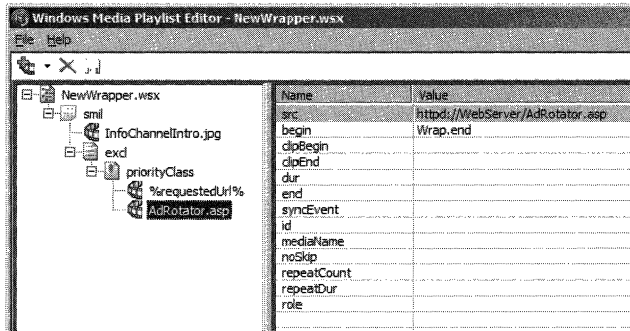 Windows Media Playlist Editor - NewWrapper.wsx
File Help
NewWrapper.wsx
smil
InfoChannelIntro.jpg
excl
priorityClass
%requestedUrl%
AdRotator.asp
Name Value
src httpd://WebServer/AdRotator.asp
begin Wrap.end
clipBegin
clipEnd
dur
end
syncEvent
id
mediaName
noSkip
repeatCount
repeatDur
role